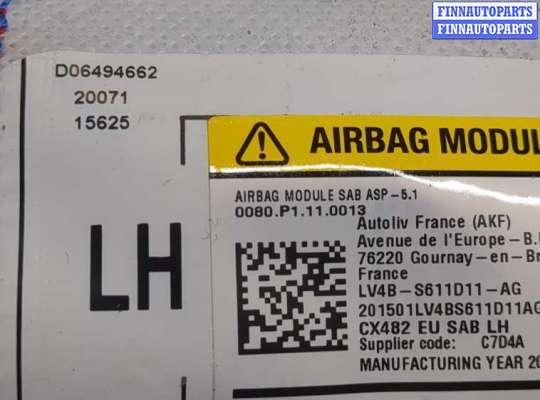 FINNAUTOPARTS
FINNAUTOPARTS
D06494662
20071
15625
AIRBAG MODUL
AIRBAG MODULE SAB ASP-5.1
0080.P1.11.0013
LH
Autoliv France (AKF)
Avenue de l'Europe-B.
76220 Gournay-en-Br
France
LV4B-S611D11-AG
201501LV4BS611D11AG
CX482 EU SAB LH
Supplier code: C7D4A
MANUFACTURING YEAR 20